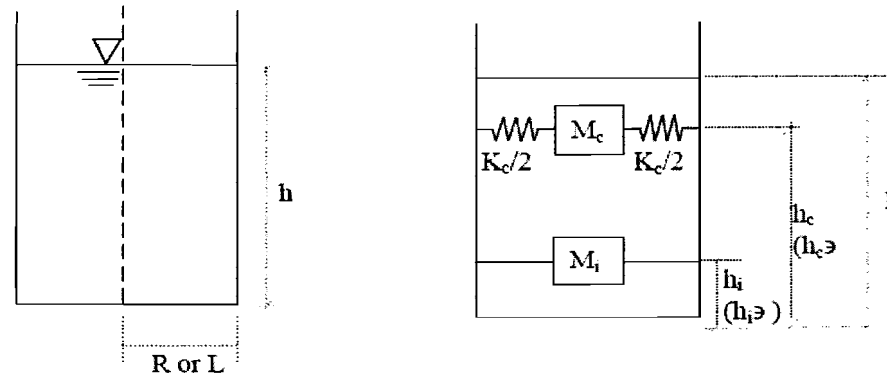 h
R or L
M_c
K_c/2 K_c/2
h_c
(h_c϶
M_i
h_i
(h_i϶ )